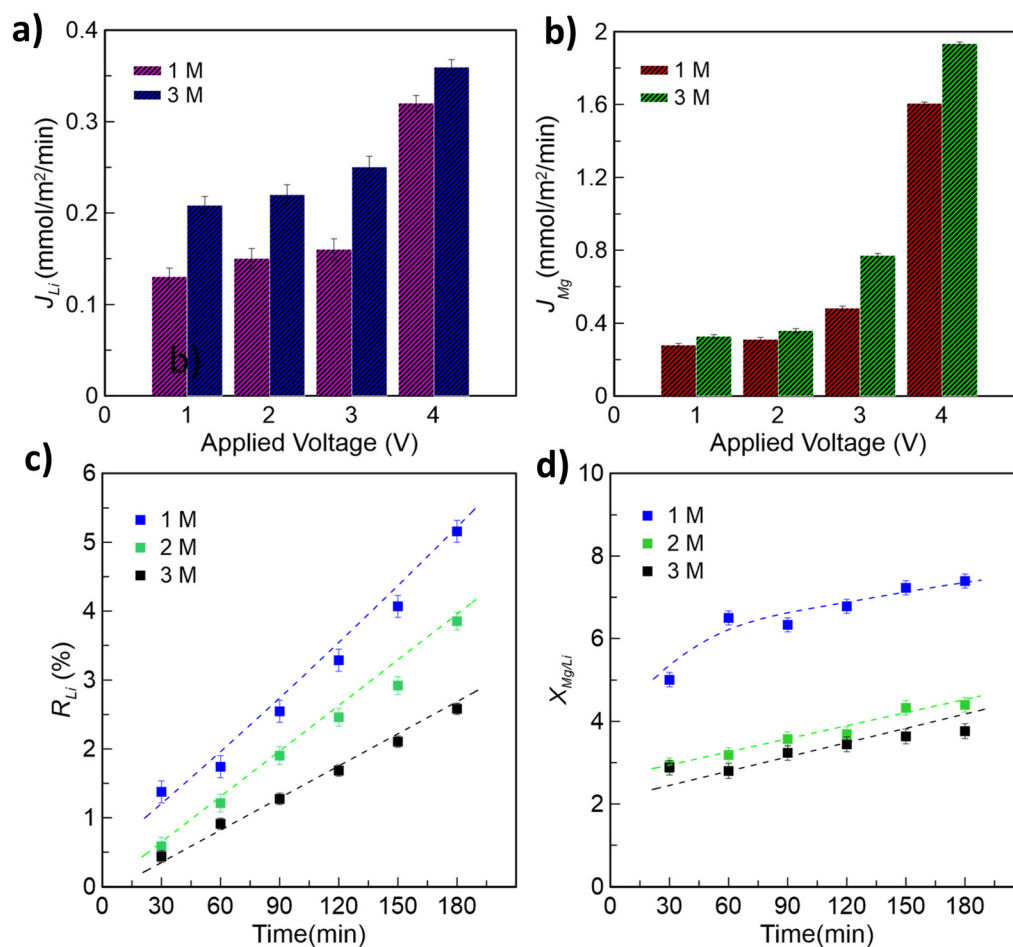 a)
0.4
0.3
0.2
0.1
0
1 M
3 M
b)
J_Li (mmol/m²/min)
0 1 2 3 4
Applied Voltage (V)
b)
2
1.6
1.2
0.8
0.4
0
1 M
3 M
J_Mg (mmol/m²/min)
0 1 2 3 4
Applied Voltage (V)
c)
6
5
4
3
2
1
0
1 M
2 M
3 M
R_Li (%)
0 30 60 90 120 150 180
Time(min)
d)
10
8
6
4
2
0
1 M
2 M
3 M
X_Mg/Li
0 30 60 90 120 150 180
Time(min)